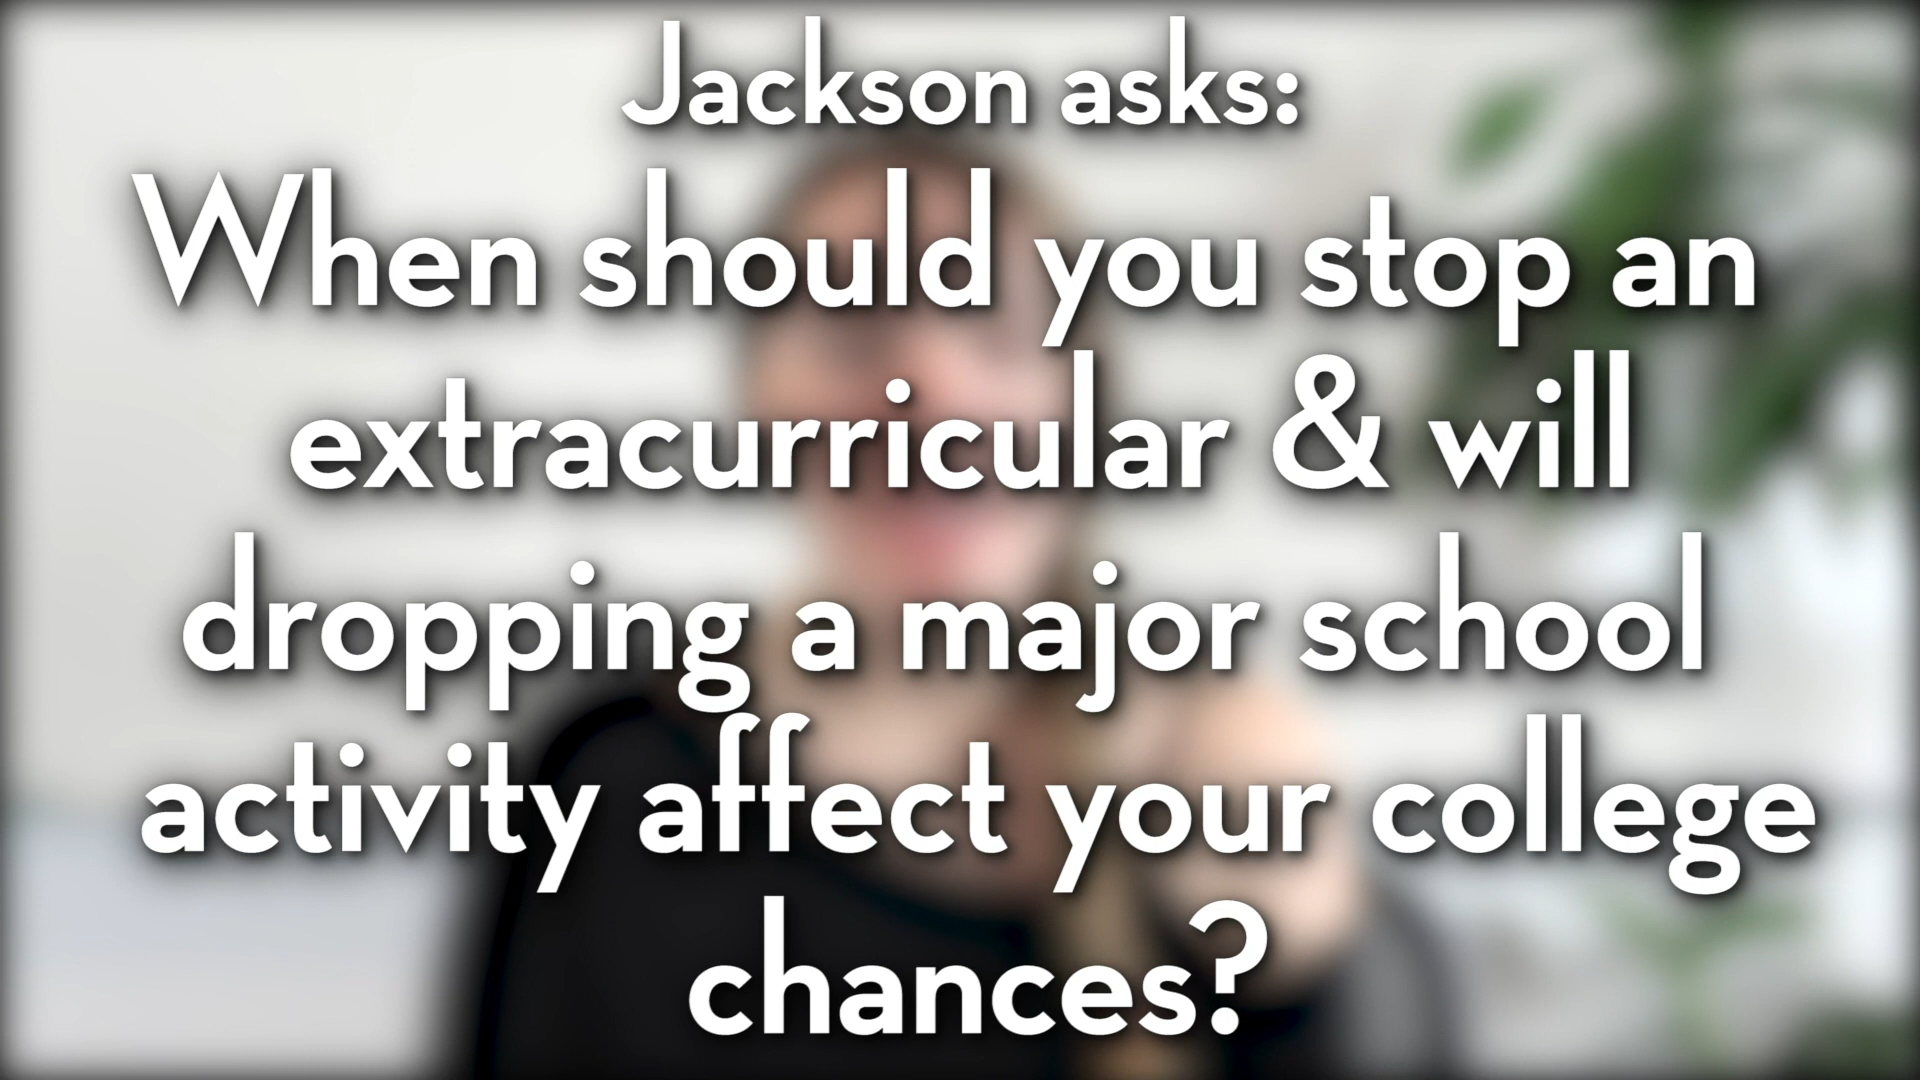 Jackson asks:
When should you stop an
extracurricular & will
dropping a major school
activity affect your college
chances?